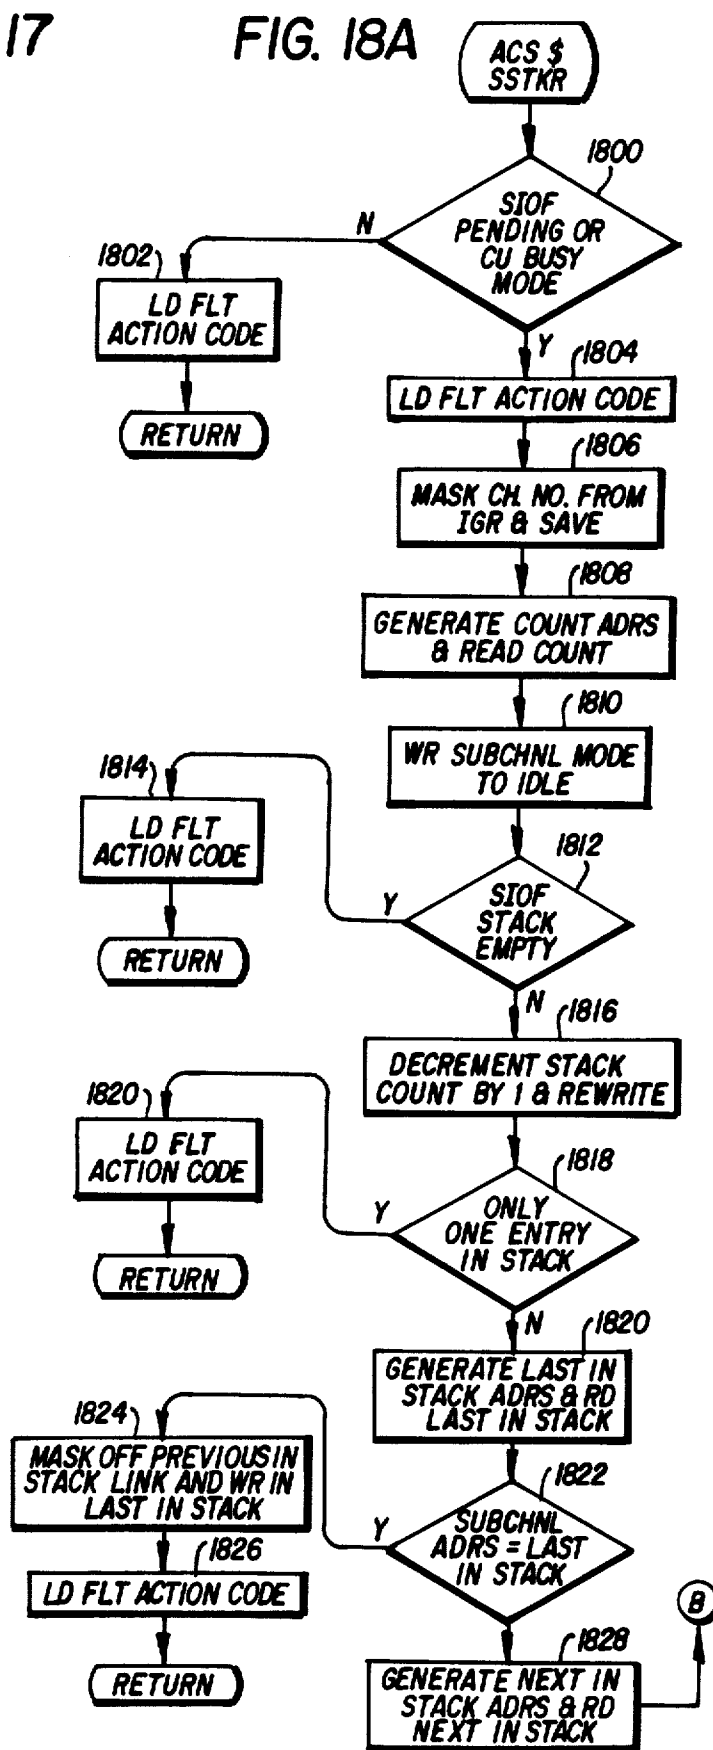 17
FIG. 18A
ACS $
SSTKR
1800
SIOF
PENDING OR
CU BUSY
MODE
N
1802
LD FLT
ACTION CODE
RETURN
Y
1804
LD FLT ACTION CODE
1806
MASK CH. NO. FROM
IGR & SAVE
1808
GENERATE COUNT ADRS
& READ COUNT
1810
WR SUBCHNL MODE
TO IDLE
1812
SIOF
STACK
EMPTY
Y
1814
LD FLT
ACTION CODE
RETURN
N
1816
DECREMENT STACK
COUNT BY 1 & REWRITE
1818
ONLY
ONE ENTRY
IN STACK
Y
1820
LD FLT
ACTION CODE
RETURN
N
1820
GENERATE LAST IN
STACK ADRS & RD
LAST IN STACK
1822
SUBCHNL
ADRS = LAST
IN STACK
Y
1824
MASK OFF PREVIOUS IN
STACK LINK AND WR IN
LAST IN STACK
1826
LD FLT ACTION CODE
RETURN
1828
GENERATE NEXT IN
STACK ADRS & RD
NEXT IN STACK
B